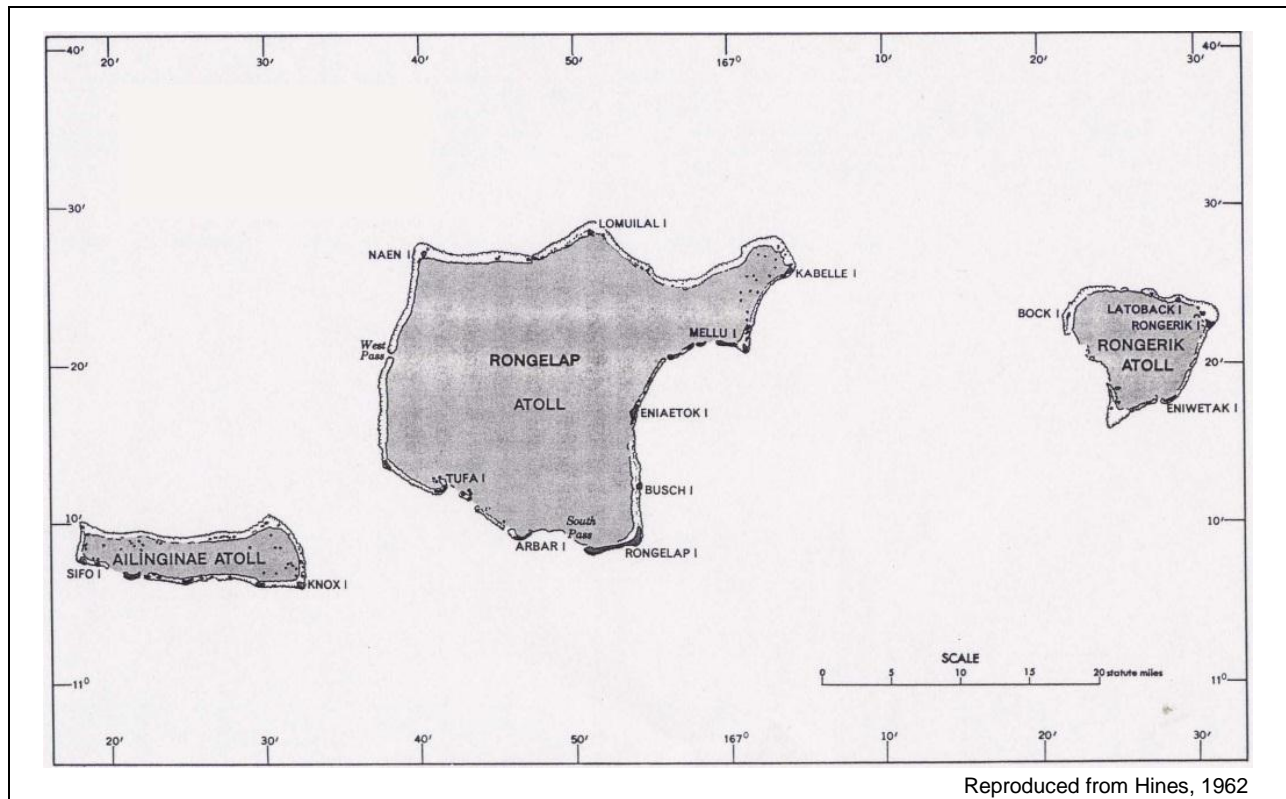 40' 20' 30' 40' 50' 167° 10' 20' 30' 40'
30' 30'
LOMUILAL I
NAEN I
KABELLE I
BOCK I
LATOBACK I
RONGERIK I
MELLU I
West
Pass
RONGERIK
ATOLL
20' 20'
RONGELAP
ATOLL
ENIAETOK I
ENIWETAK I
TUFA I
BUSCH I
10' 10'
South
Pass
ARBAR I
RONGELAP I
AILINGINAE ATOLL
SIFO I
KNOX I
SCALE
0 5 10 15 20 statute miles
11° 11°
20' 30' 40' 50' 167° 10' 20' 30'
Reproduced from Hines, 1962